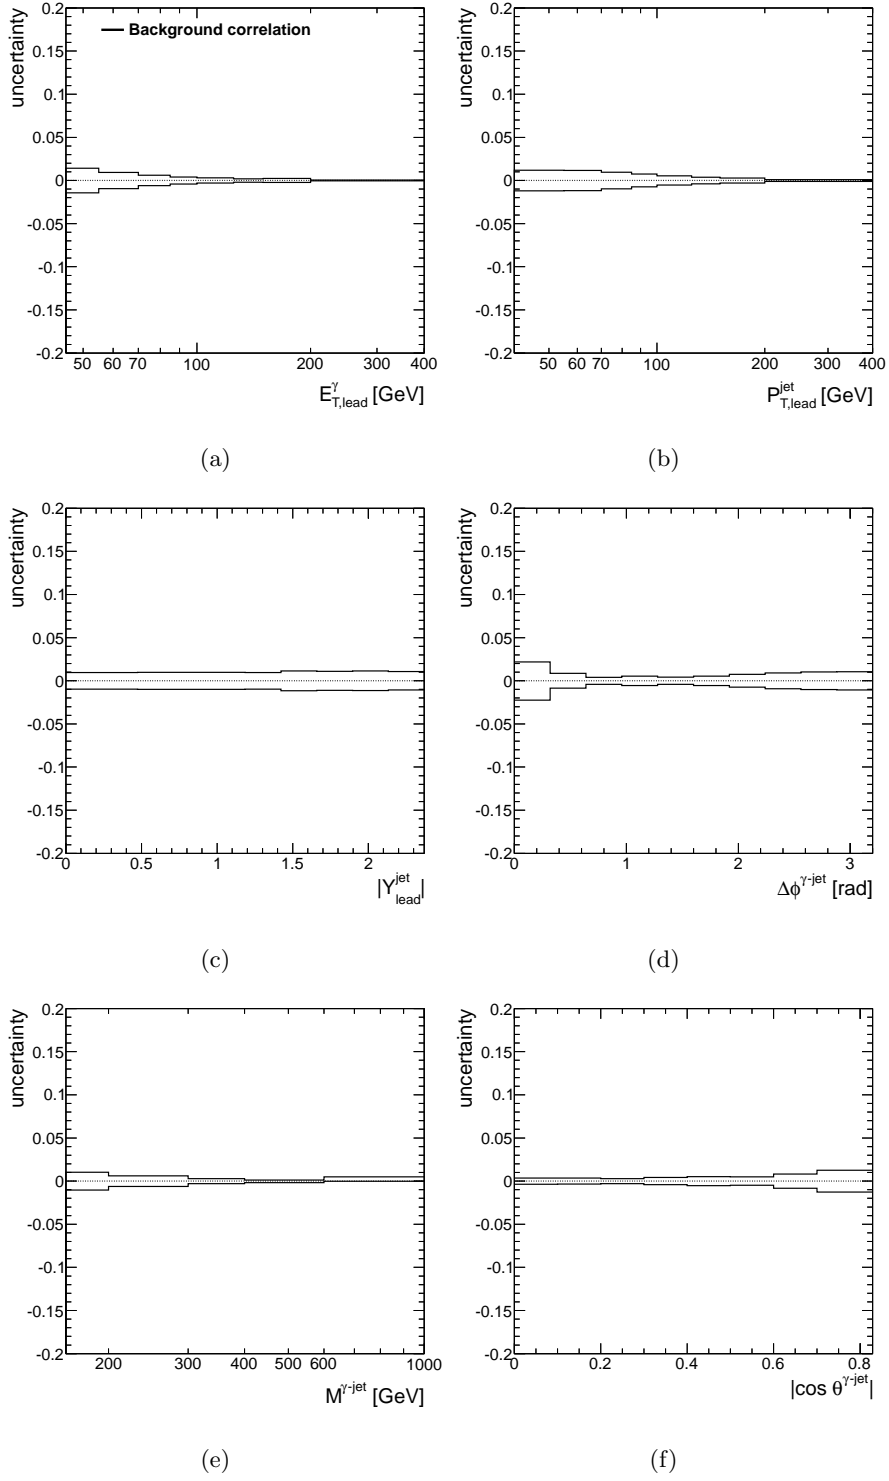 uncertainty
0.2
0.15
0.1
0.05
0
-0.05
-0.1
-0.15
-0.2
Background correlation
50 60 70 100 200 300 400
E^γ_T,lead [GeV]
(a)
uncertainty
0.2
0.15
0.1
0.05
0
-0.05
-0.1
-0.15
-0.2
50 60 70 100 200 300 400
P^jet_T,lead [GeV]
(b)
uncertainty
0.2
0.15
0.1
0.05
0
-0.05
-0.1
-0.15
-0.2
0 0.5 1 1.5 2
|Y^jet_lead|
(c)
uncertainty
0.2
0.15
0.1
0.05
0
-0.05
-0.1
-0.15
-0.2
0 1 2 3
Δϕ^γ-jet [rad]
(d)
uncertainty
0.2
0.15
0.1
0.05
0
-0.05
-0.1
-0.15
-0.2
200 300 400 500 600 1000
M^γ-jet [GeV]
(e)
uncertainty
0.2
0.15
0.1
0.05
0
-0.05
-0.1
-0.15
-0.2
0 0.2 0.4 0.6 0.8
|cos θ^γ-jet|
(f)